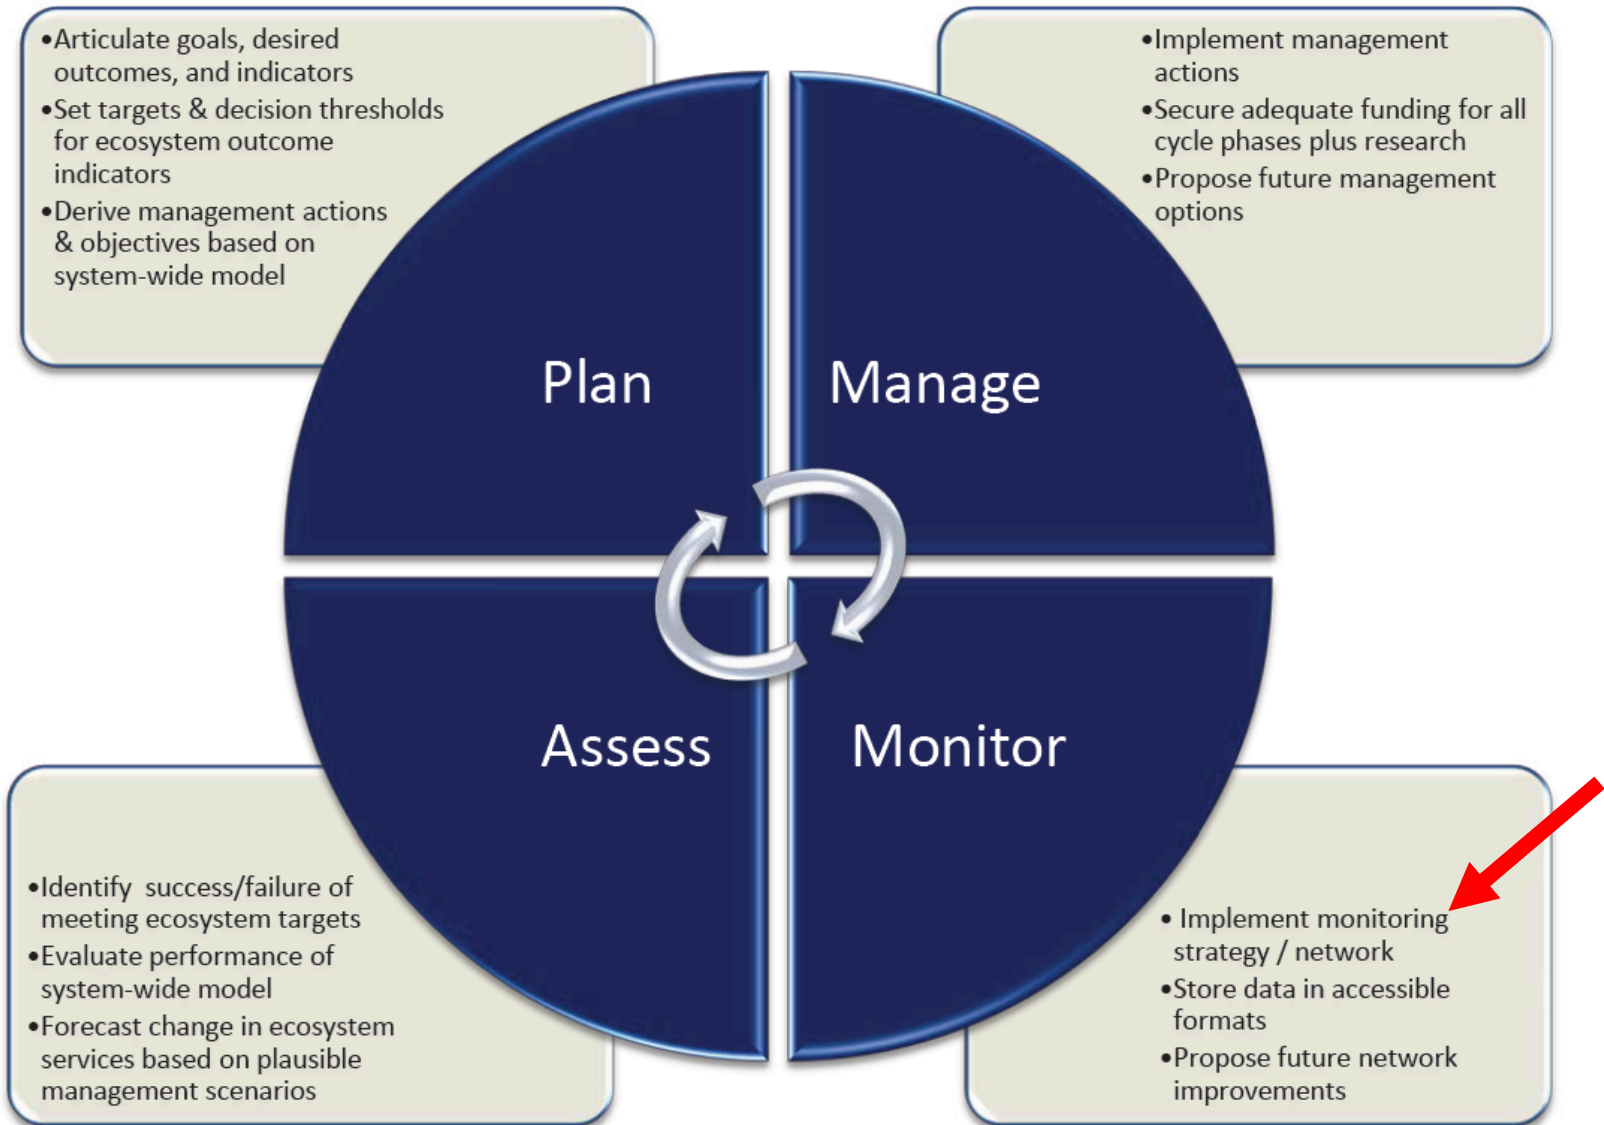 •Articulate goals, desired
outcomes, and indicators
•Set targets & decision thresholds
for ecosystem outcome
indicators
•Derive management actions
& objectives based on
system-wide model
•Implement management
actions
•Secure adequate funding for all
cycle phases plus research
•Propose future management
options
Plan
Manage
Assess
Monitor
•Identify success/failure of
meeting ecosystem targets
•Evaluate performance of
system-wide model
•Forecast change in ecosystem
services based on plausible
management scenarios
• Implement monitoring
strategy / network
•Store data in accessible
formats
•Propose future network
improvements